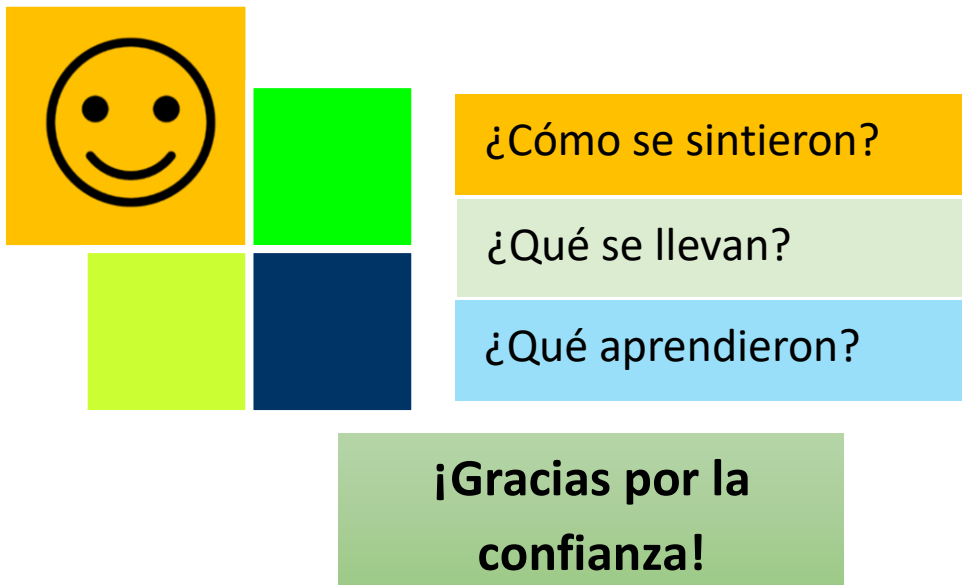 ¿Cómo se sintieron?
¿Qué se llevan?
¿Qué aprendieron?
¡Gracias por la
confianza!